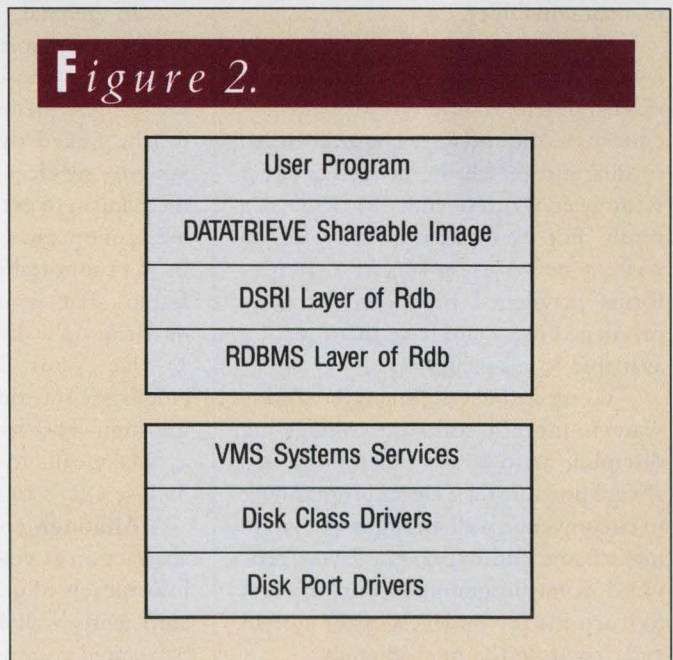 Figure 2.
User Program
DATATRIEVE Shareable Image
DSRI Layer of Rdb
RDBMS Layer of Rdb
VMS Systems Services
Disk Class Drivers
Disk Port Drivers